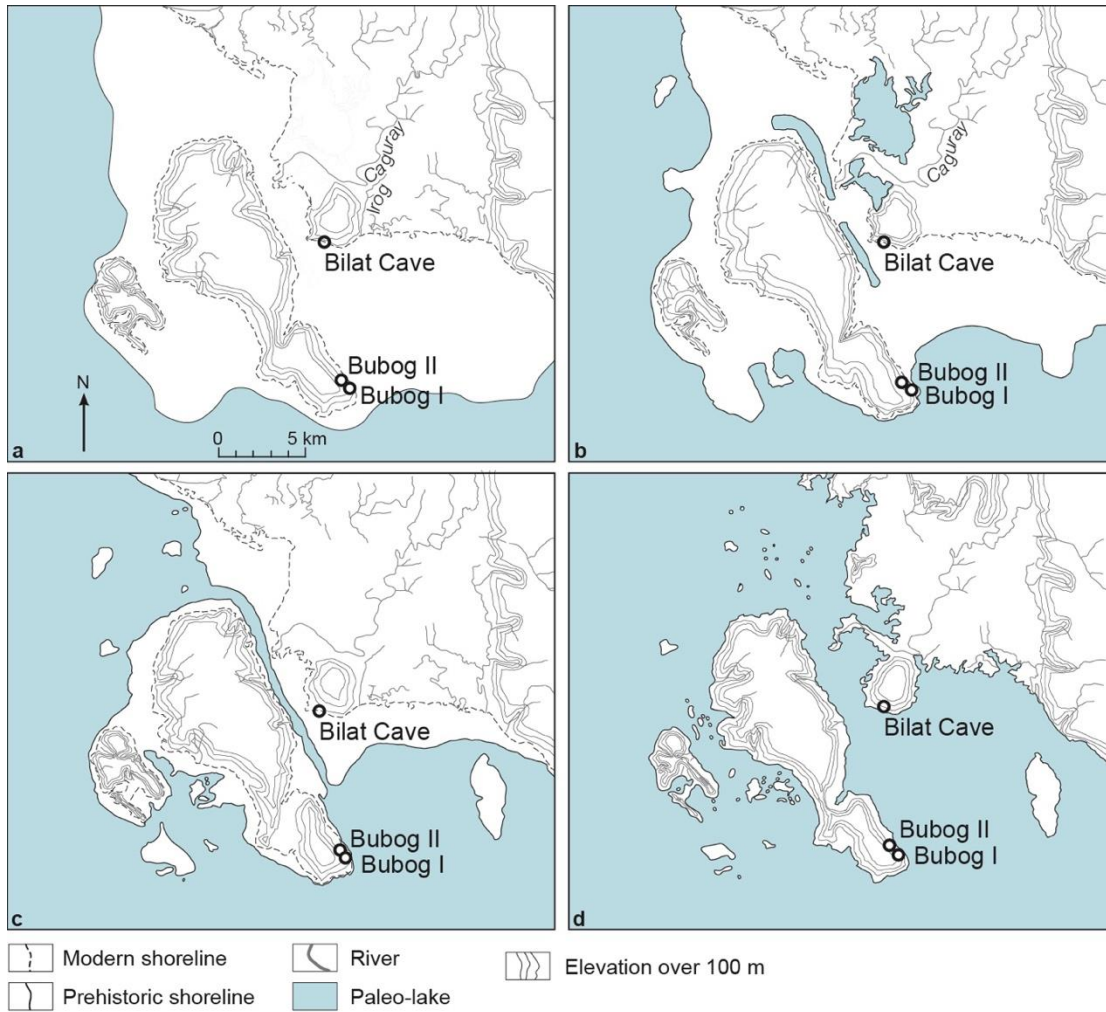 Caguray
Irog
Bilat Cave
Bubog II
Bubog I
N
0 5 km
a
Caguray
Bilat Cave
Bubog II
Bubog I
b
Bilat Cave
Bubog II
Bubog I
c
Bilat Cave
Bubog II
Bubog I
d
Modern shoreline
River
Elevation over 100 m
Prehistoric shoreline
Paleo-lake